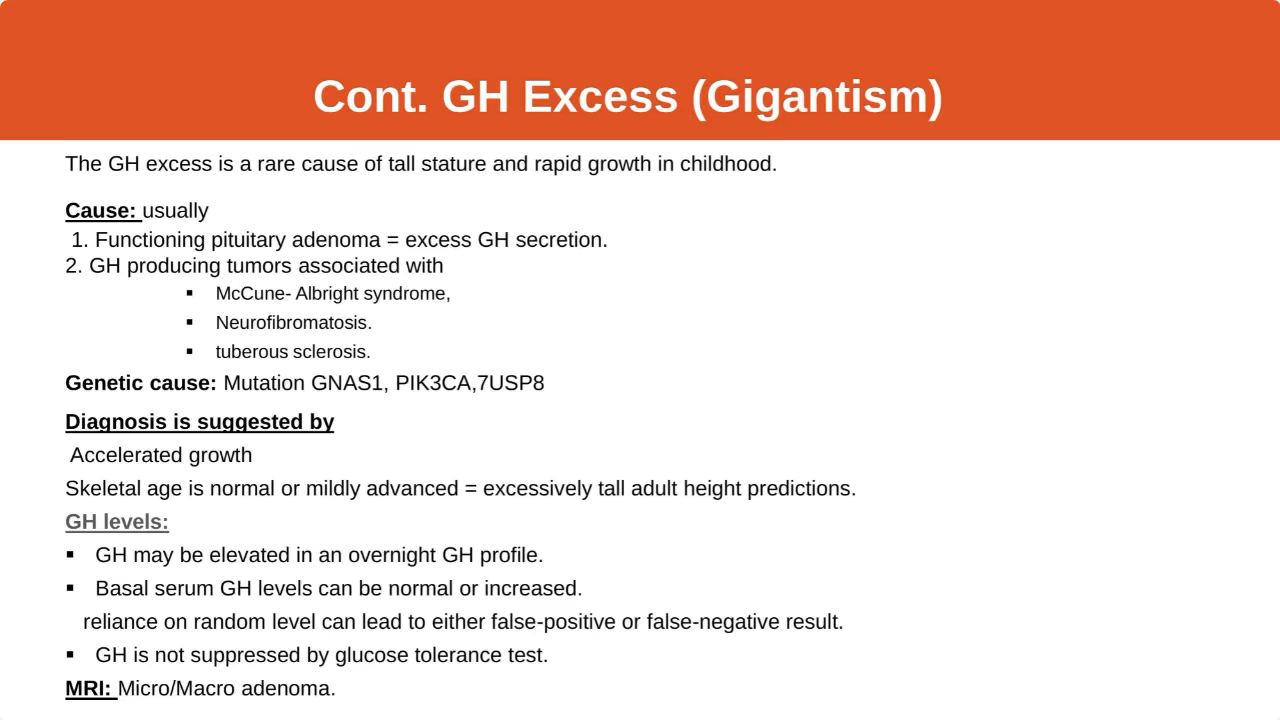 Cont. GH Excess (Gigantism)
The GH excess is a rare cause of tall stature and rapid growth in childhood.
Cause: usually
1. Functioning pituitary adenoma = excess GH secretion.
2. GH producing tumors associated with
▪ McCune- Albright syndrome,
▪ Neurofibromatosis.
▪ tuberous sclerosis.
Genetic cause: Mutation GNAS1, PIK3CA,7USP8
Diagnosis is suggested by
Accelerated growth
Skeletal age is normal or mildly advanced = excessively tall adult height predictions.
GH levels:
▪ GH may be elevated in an overnight GH profile.
▪ Basal serum GH levels can be normal or increased.
reliance on random level can lead to either false-positive or false-negative result.
▪ GH is not suppressed by glucose tolerance test.
MRI: Micro/Macro adenoma.